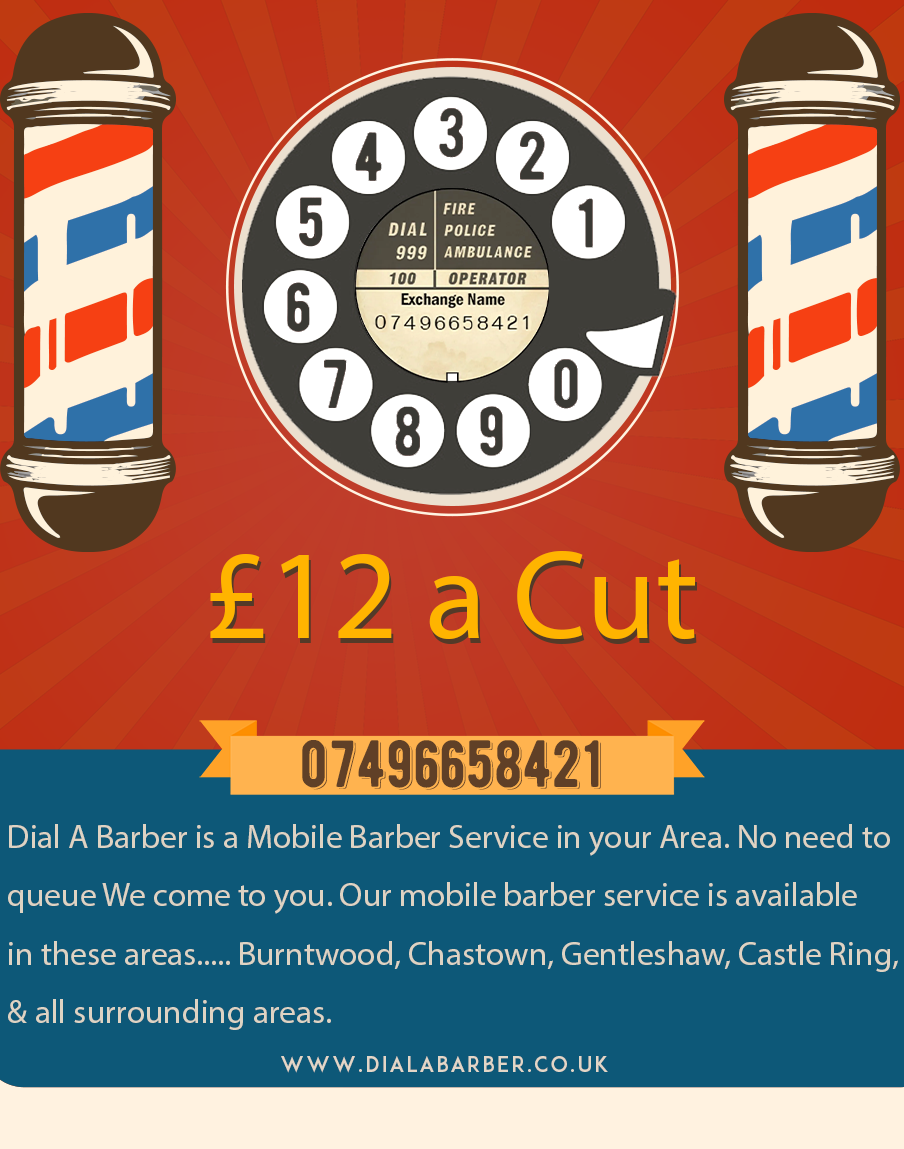 3
4
2
5
1
6
7
0
8
9
DIAL
999
FIRE
POLICE
AMBULANCE
100 | OPERATOR
Exchange Name
07496658421
£12 a Cut
07496658421
Dial A Barber is a Mobile Barber Service in your Area. No need to
queue We come to you. Our mobile barber service is available
in these areas..... Burntwood, Chastown, Gentleshaw, Castle Ring,
& all surrounding areas.
WWW.DIALABARBER.CO.UK